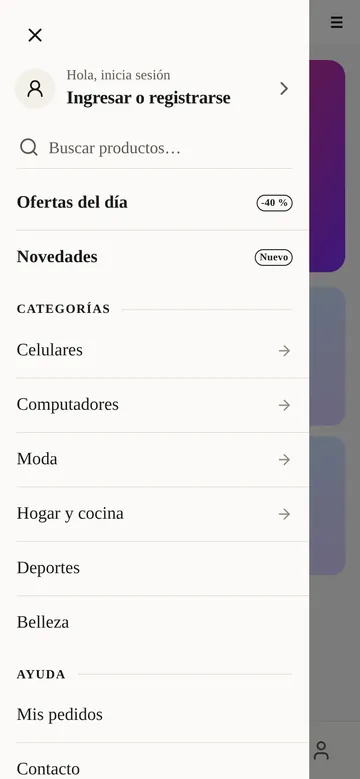 Hola, inicia sesión
Ingresar o registrarse
Buscar productos…
Ofertas del día
-40 %
Novedades
Nuevo
CATEGORÍAS
Celulares
Computadores
Moda
Hogar y cocina
Deportes
Belleza
AYUDA
Mis pedidos
Contacto